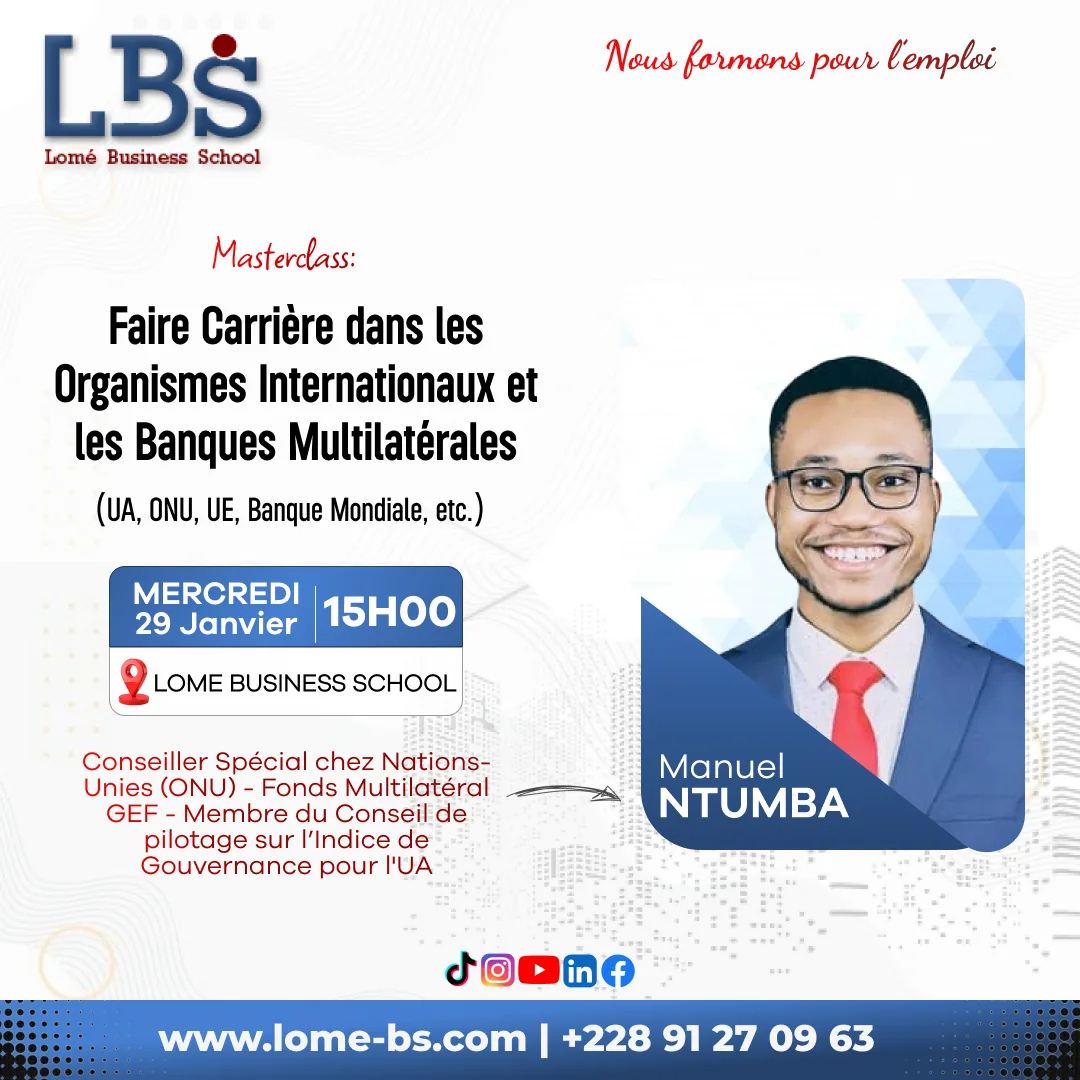 LBS
Lomé Business School
Nous formons pour l'emploi
Masterclass:
Faire Carrière dans les
Organismes Internationaux et
les Banques Multilatérales
(UA, ONU, UE, Banque Mondiale, etc.)
MERCREDI
29 Janvier
15H00
LOME BUSINESS SCHOOL
Conseiller Spécial chez Nations-
Unies (ONU) - Fonds Multilatéral
GEF - Membre du Conseil de
pilotage sur l’Indice de
Gouvernance pour l'UA
Manuel
NTUMBA
www.lome-bs.com | +228 91 27 09 63